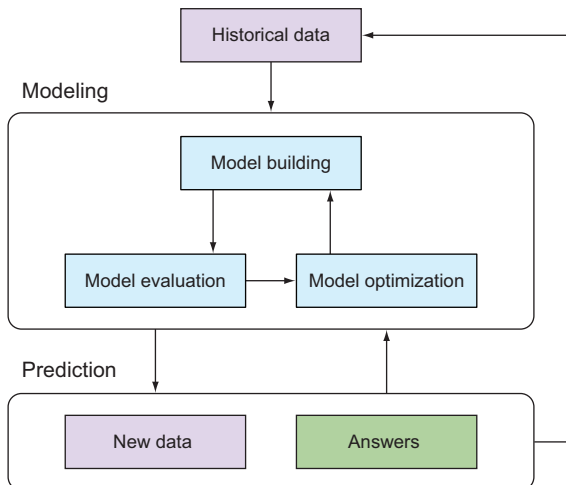 Historical data
Modeling
Model building
Model evaluation
Model optimization
Prediction
New data
Answers